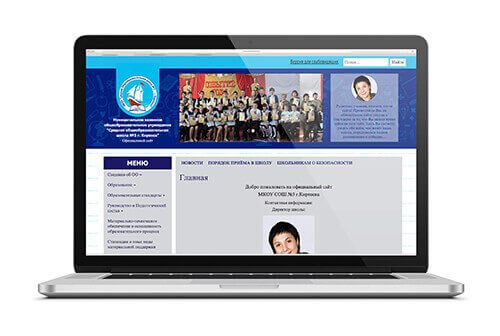 Версия для слабовидящих
Поиск...
Найти
Муниципальное казенное
общеобразовательное учреждение
"Средняя общеобразовательная
школа №3 г. Киренска"
Официальный сайт
МЕНЮ
НОВОСТИ
ПОРЯДОК ПРИЁМА В ШКОЛУ
ШКОЛЬНИКАМ О БЕЗОПАСНОСТИ
Сведения об ОО
Образование
Образовательные стандарты
Руководство и Педагогический
состав
Материально-техническое
обеспечение и оснащенность
образовательного процесса
Стипендии и иные виды
материальной поддержки
Главная
Добро пожаловать на официальный сайт
МКОУ СОШ №3 г.Киренска
Контактная информация:
Директор школы: